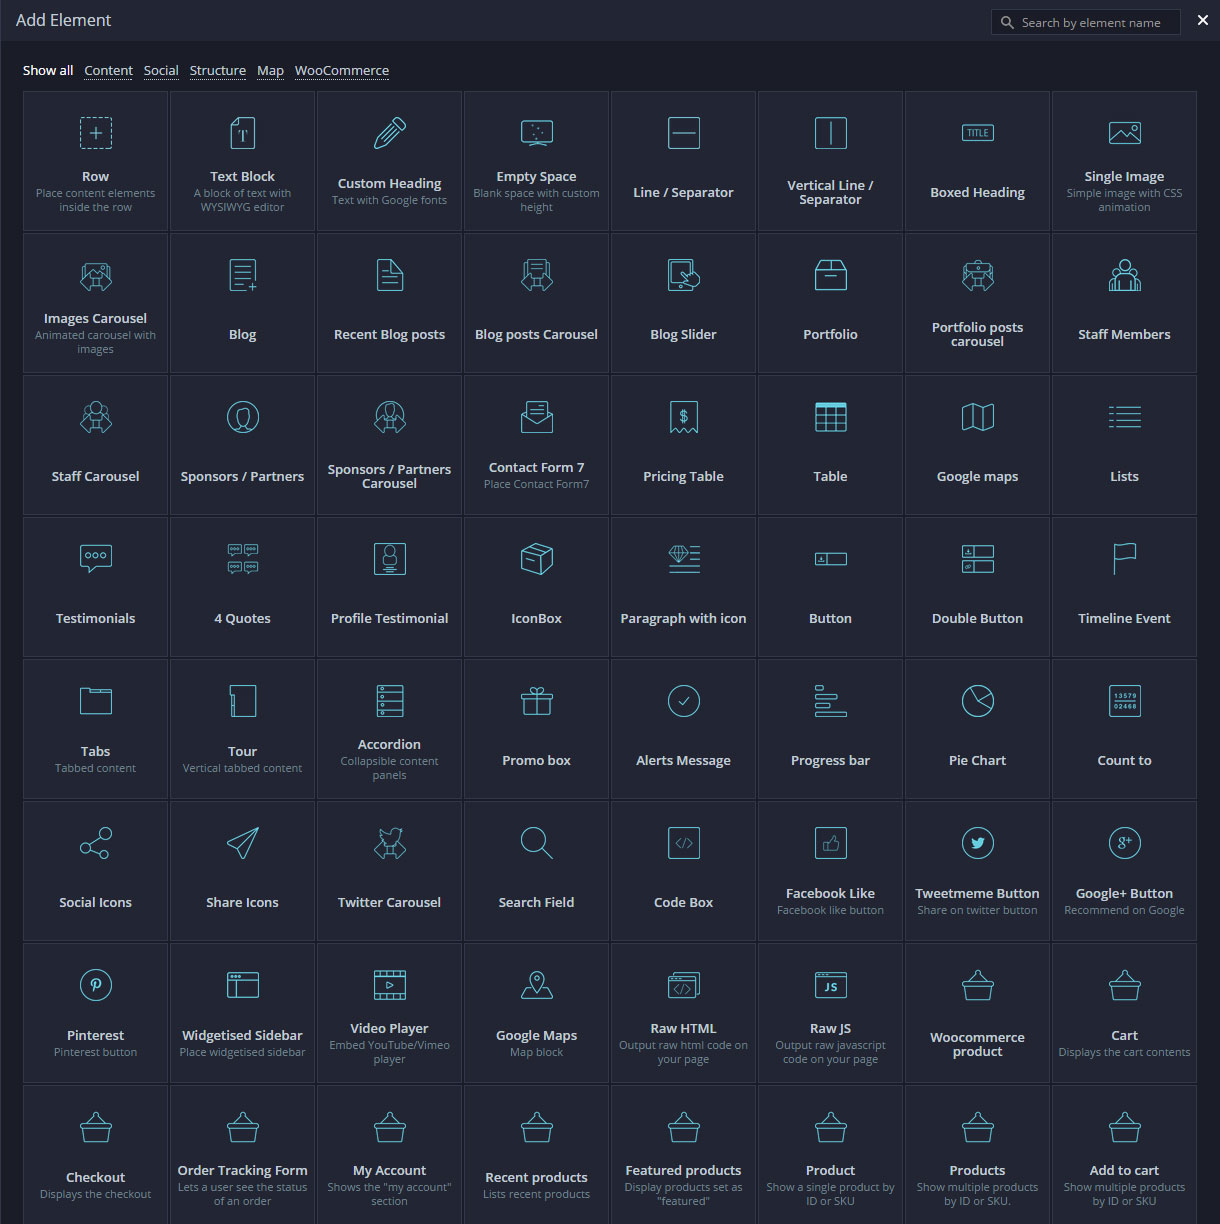 Add Element
Search by element name
Show all Content Social Structure Map WooCommerce
Row
Place content elements
inside the row
T
Text Block
A block of text with
WYSIWYG editor
Custom Heading
Text with Google fonts
Empty Space
Blank space with custom
height
Line / Separator
Vertical Line /
Separator
TITLE
Boxed Heading
Single Image
Simple image with CSS
animation
Images Carousel
Animated carousel with
images
Blog
Recent Blog posts
Blog posts Carousel
Blog Slider
Portfolio
Portfolio posts
carousel
Staff Members
Staff Carousel
Sponsors / Partners
Sponsors / Partners
Carousel
Contact Form 7
Place Contact Form7
$
Pricing Table
Table
Google maps
Lists
Testimonials
4 Quotes
Profile Testimonial
IconBox
Paragraph with icon
Button
Double Button
Timeline Event
Tabs
Tabbed content
Tour
Vertical tabbed content
Accordion
Collapsible content
panels
Promo box
Alerts Message
Progress bar
Pie Chart
13579
02468
Count to
Social Icons
Share Icons
Twitter Carousel
Search Field
</>
Code Box
Facebook Like
Facebook like button
Tweetmeme Button
Share on twitter button
g+
Google+ Button
Recommend on Google
Pinterest
Pinterest button
Widgetised Sidebar
Place widgetised sidebar
Video Player
Embed YouTube/Vimeo
player
Google Maps
Map block
</>
Raw HTML
Output raw html code on
your page
JS
Raw JS
Output raw javascript
code on your page
Woocommerce
product
Cart
Displays the cart contents
Checkout
Displays the checkout
Order Tracking Form
Lets a user see the status
of an order
My Account
Shows the "my account"
section
Recent products
Lists recent products
Featured products
Display products set as
"featured"
Product
Show a single product by
ID or SKU
Products
Show multiple products
by ID or SKU.
Add to cart
Show multiple products
by ID or SKU